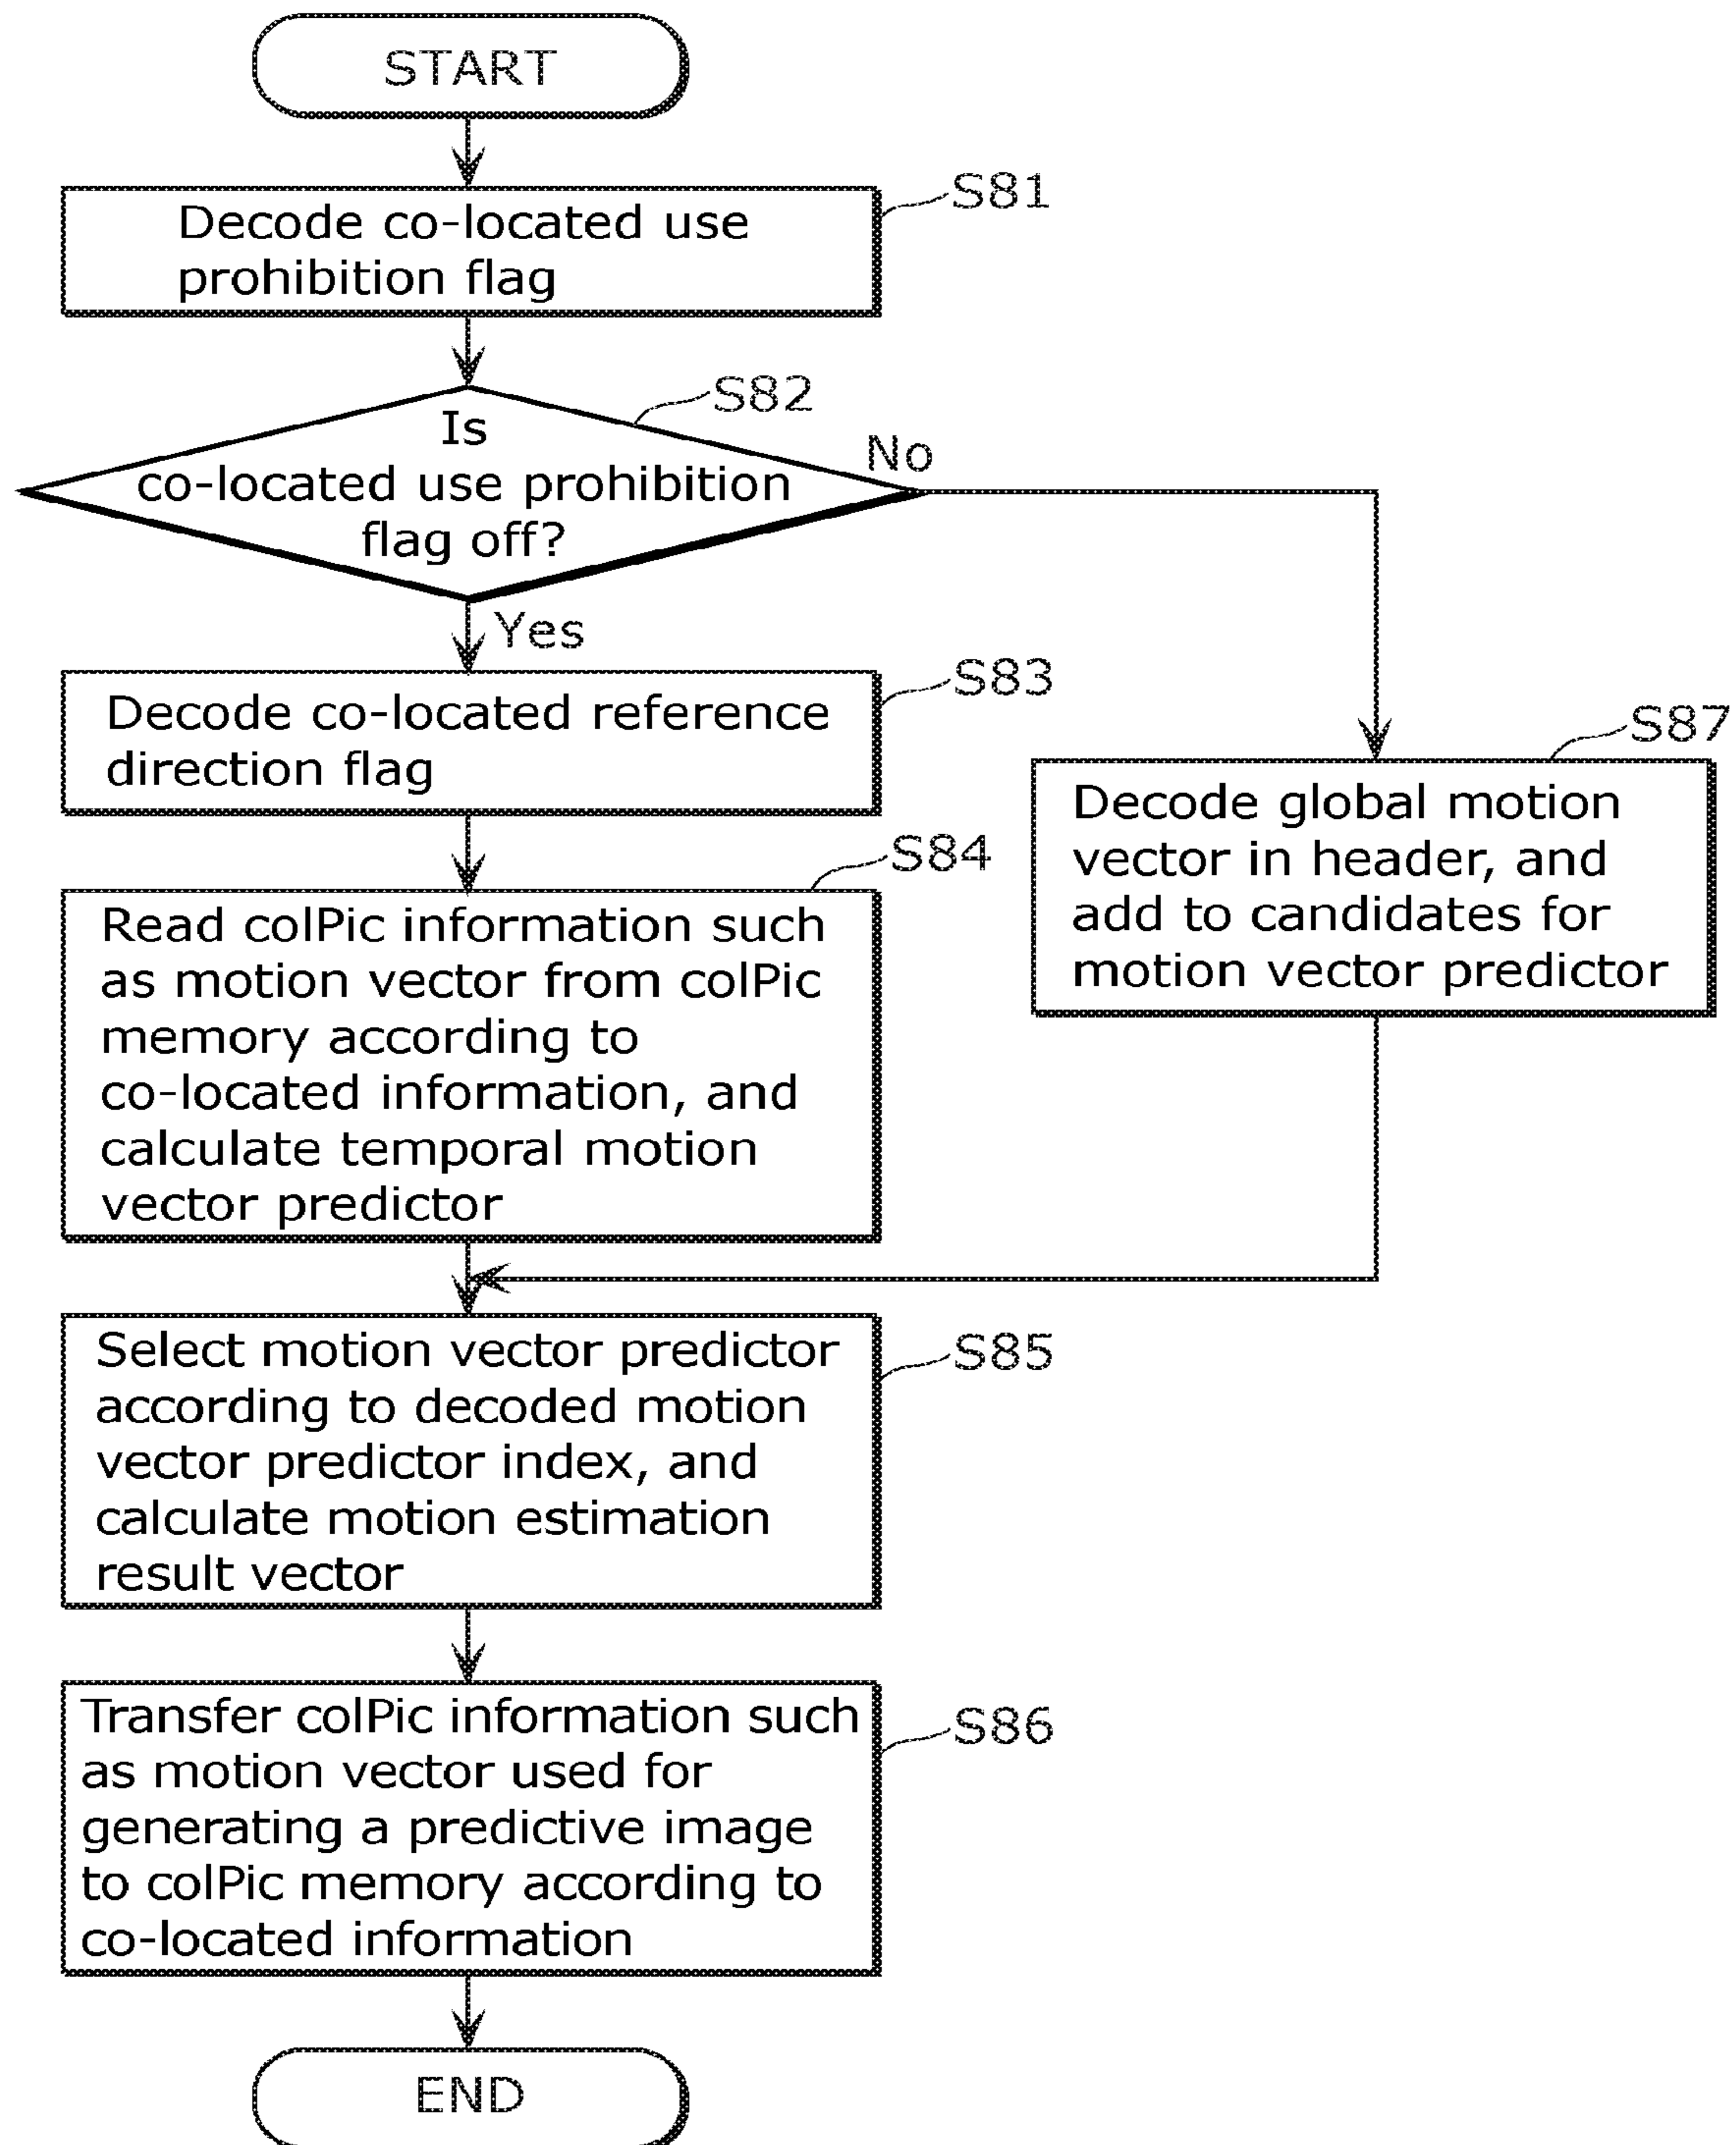 START
S81
Decode co-located use
prohibition flag
S82
Is
co-located use prohibition
flag off?
No
Yes
S83
Decode co-located reference
direction flag
S87
Decode global motion
vector in header, and
add to candidates for
motion vector predictor
S84
Read colPic information such
as motion vector from colPic
memory according to
co-located information, and
calculate temporal motion
vector predictor
S85
Select motion vector predictor
according to decoded motion
vector predictor index, and
calculate motion estimation
result vector
S86
Transfer colPic information such
as motion vector used for
generating a predictive image
to colPic memory according to
co-located information
END